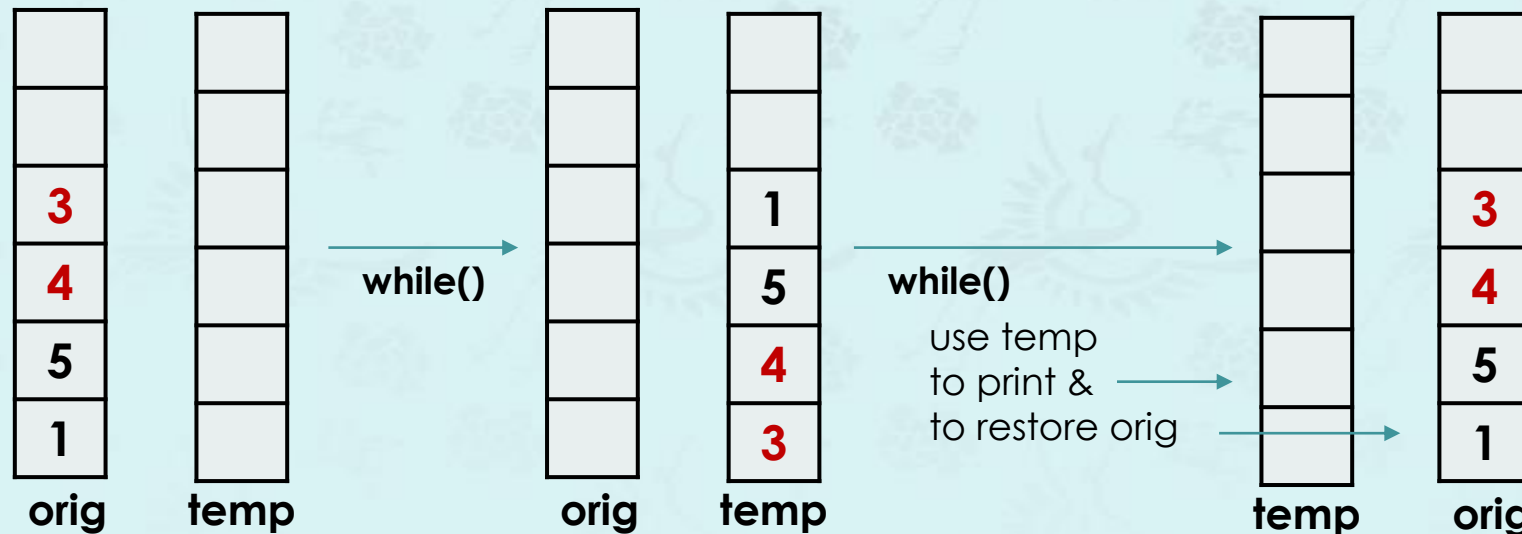 3
4
5
1
orig
temp
while()
orig
1
5
4
3
temp
while()
use temp
to print &
to restore orig
temp
3
4
5
1
orig